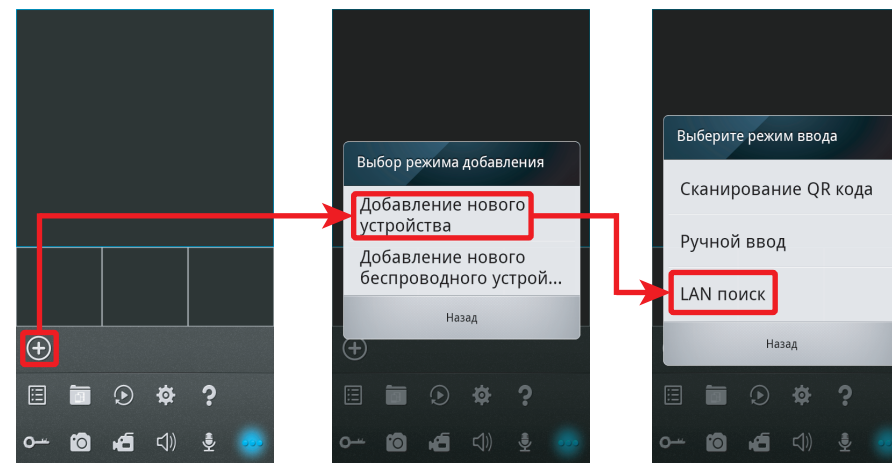 Выбор режима добавления
Добавление нового
устройства
Добавление нового
беспроводного устрой...
Назад
Выберите режим ввода
Сканирование QR кода
Ручной ввод
LAN поиск
Назад